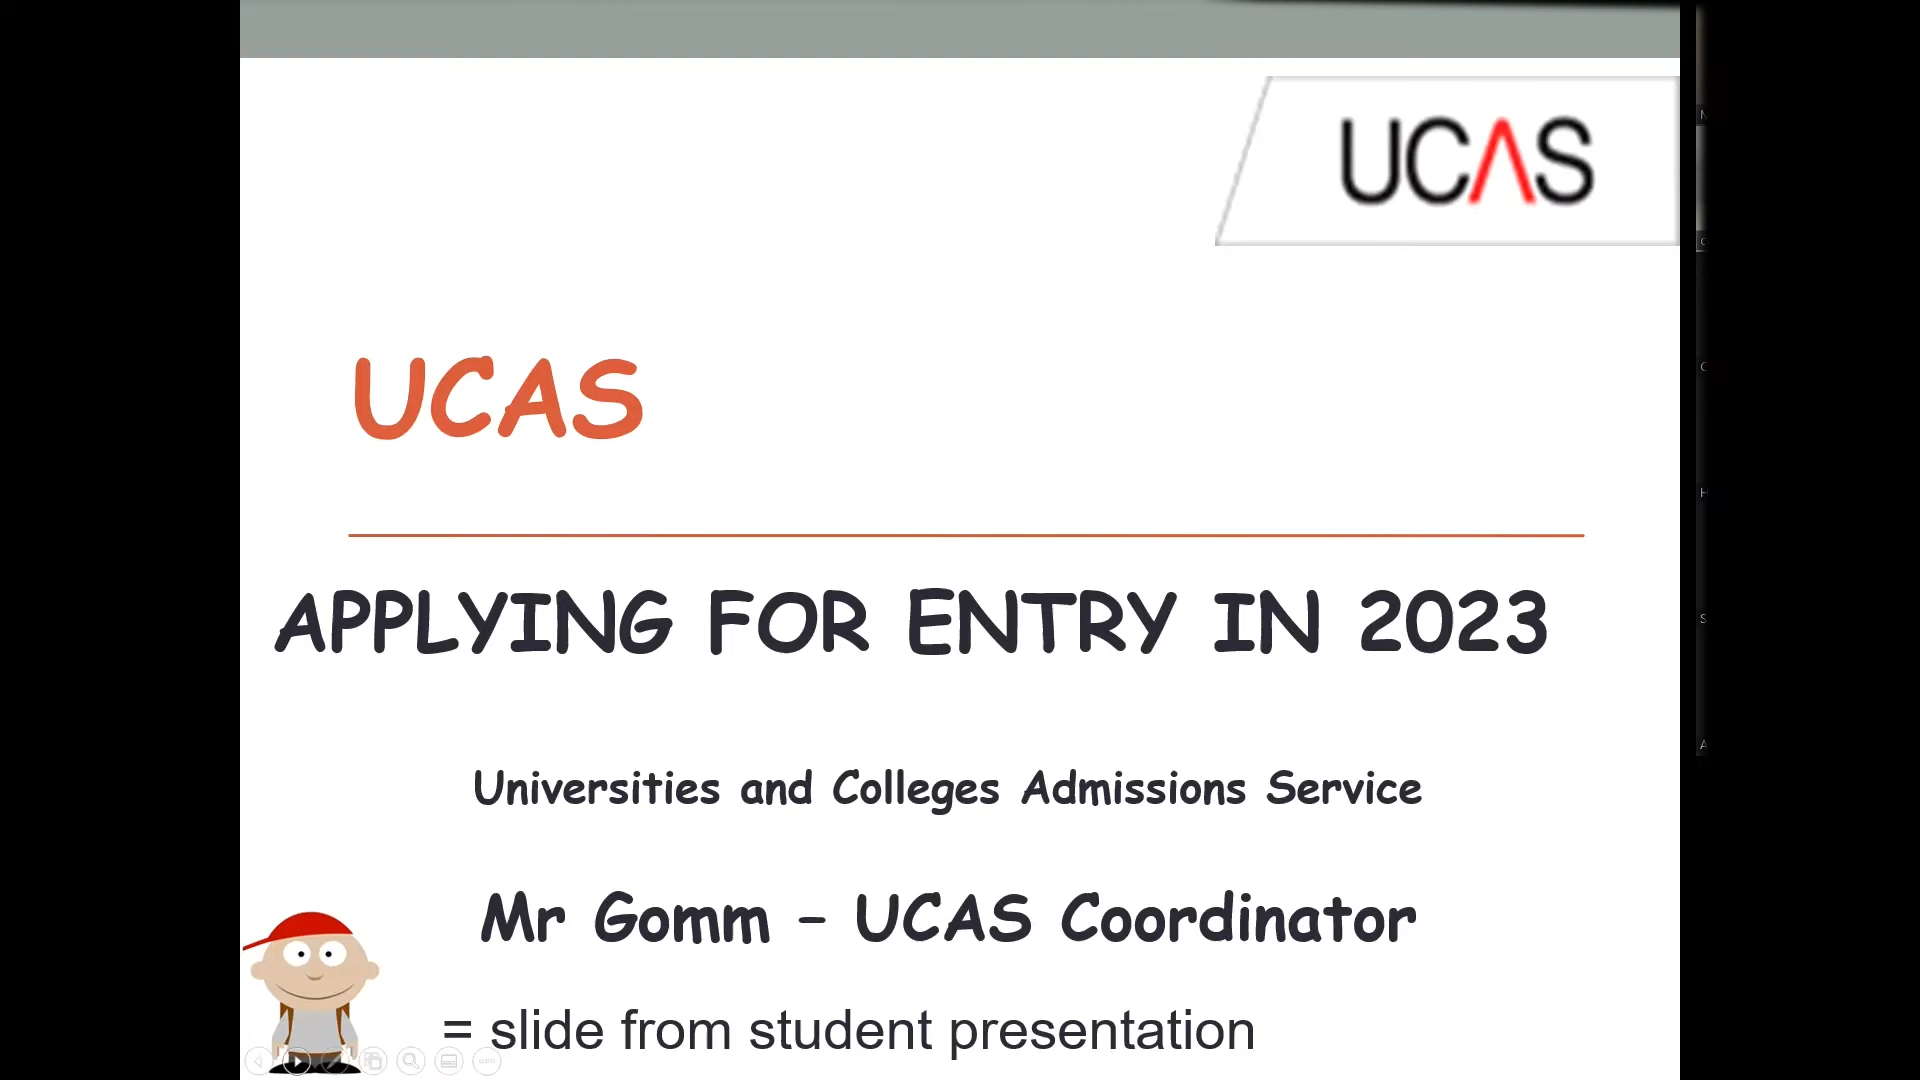 UCAS
UCAS
APPLYING FOR ENTRY IN 2023
Universities and Colleges Admissions Service
Mr Gomm – UCAS Coordinator
= slide from student presentation